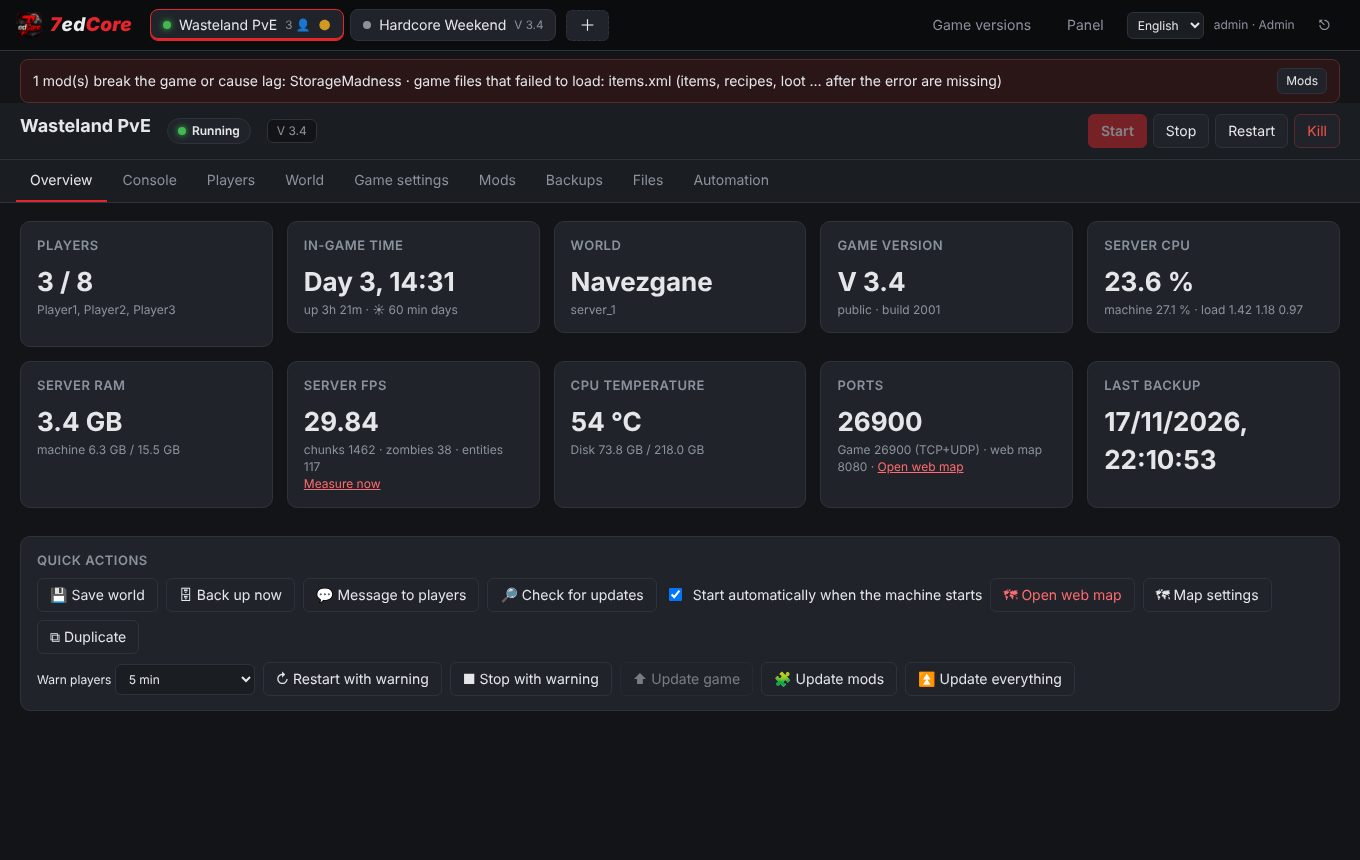 7edCore
Wasteland PvE 3
Hardcore Weekend V 3.4
+
Game versions
Panel
English
admin · Admin
1 mod(s) break the game or cause lag: StorageMadness · game files that failed to load: items.xml (items, recipes, loot ... after the error are missing)
Mods
Wasteland PvE
Running
V 3.4
Start
Stop
Restart
Kill
Overview
Console
Players
World
Game settings
Mods
Backups
Files
Automation
PLAYERS
3 / 8
Player1, Player2, Player3
IN-GAME TIME
Day 3, 14:31
up 3h 21m · ☀ 60 min days
WORLD
Navezgane
server_1
GAME VERSION
V 3.4
public · build 2001
SERVER CPU
23.6 %
machine 27.1 % · load 1.42 1.18 0.97
SERVER RAM
3.4 GB
machine 6.3 GB / 15.5 GB
SERVER FPS
29.84
chunks 1462 · zombies 38 · entities
117
Measure now
CPU TEMPERATURE
54 °C
Disk 73.8 GB / 218.0 GB
PORTS
26900
Game 26900 (TCP+UDP) · web map
8080 · Open web map
LAST BACKUP
17/11/2026,
22:10:53
QUICK ACTIONS
💾 Save world
🗄 Back up now
💬 Message to players
🔎 Check for updates
Start automatically when the machine starts
🗺 Open web map
🗺 Map settings
⧉ Duplicate
Warn players
5 min
↻ Restart with warning
⏹ Stop with warning
⬆ Update game
🧩 Update mods
⏫ Update everything